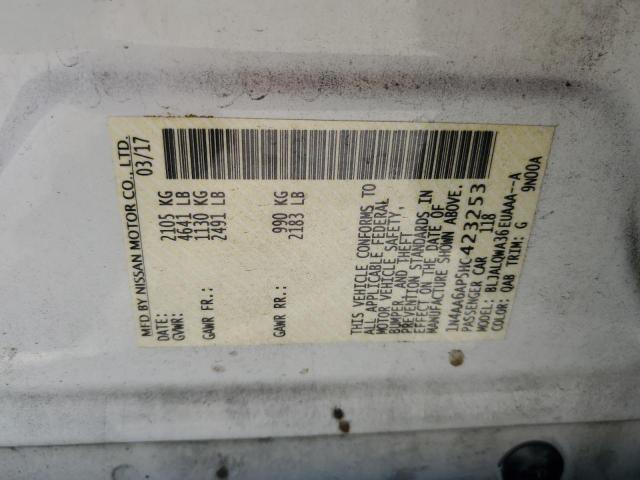 MFD BY NISSAN MOTOR CO., LTD.
DATE: 03/17
GVWR: 2105 KG
4641 LB
GAWR FR.: 1130 KG
2491 LB
GAWR RR.: 990 KG
2183 LB
THIS VEHICLE CONFORMS TO
ALL APPLICABLE FEDERAL
MOTOR VEHICLE SAFETY,
BUMPER, AND THEFT
PREVENTION STANDARDS IN
EFFECT ON THE DATE OF
MANUFACTURE SHOWN ABOVE.
1N4AA6AP5HC423253
PASSENGER CAR 118
MODEL: BLJALQWA36EUAAA--A
COLOR: QAB TRIM: G 9N00A